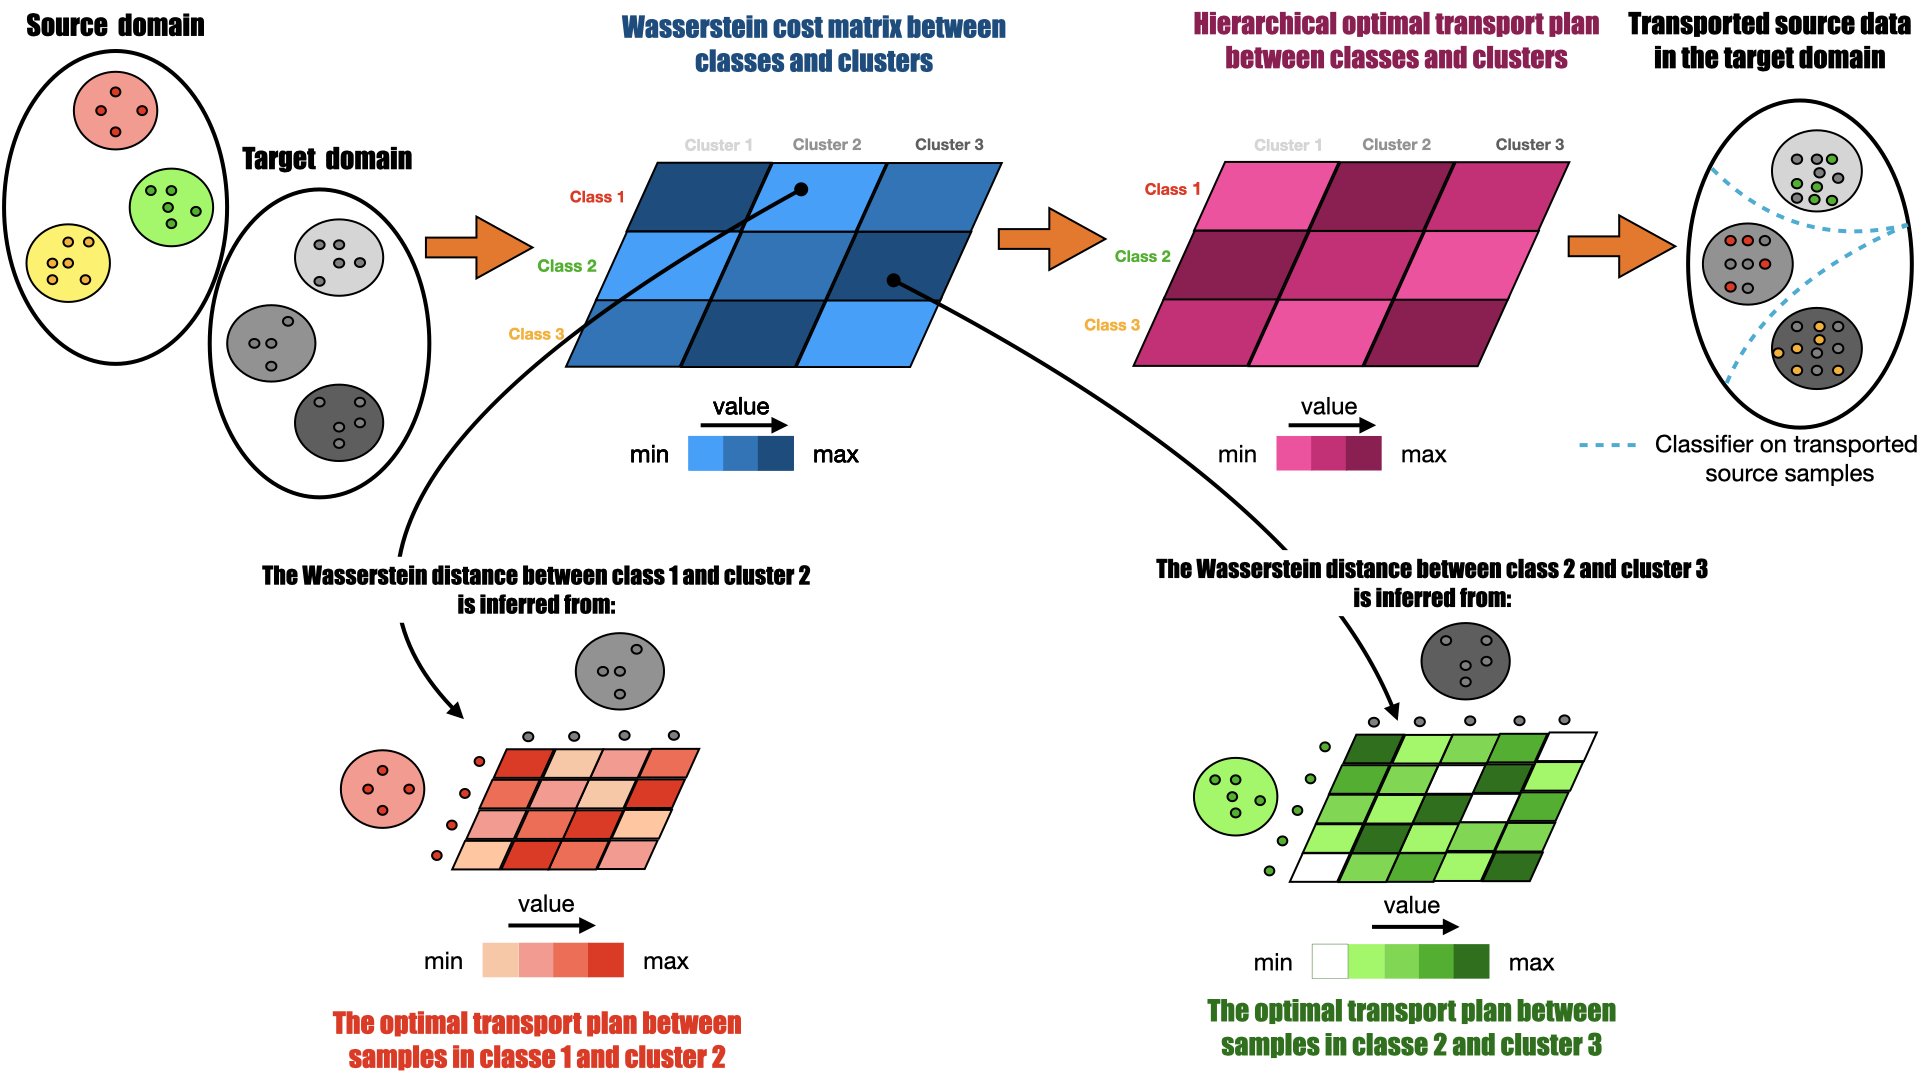 Source domain
Target domain
Wasserstein cost matrix between
classes and clusters
Cluster 1
Cluster 2
Cluster 3
Class 1
Class 2
Class 3
value
min
max
Hierarchical optimal transport plan
between classes and clusters
Cluster 1
Cluster 2
Cluster 3
Class 1
Class 2
Class 3
value
min
max
Transported source data
in the target domain
Classifier on transported
source samples
The Wasserstein distance between class 1 and cluster 2
is inferred from:
value
min
max
The optimal transport plan between
samples in classe 1 and cluster 2
The Wasserstein distance between class 2 and cluster 3
is inferred from:
value
min
max
The optimal transport plan between
samples in classe 2 and cluster 3